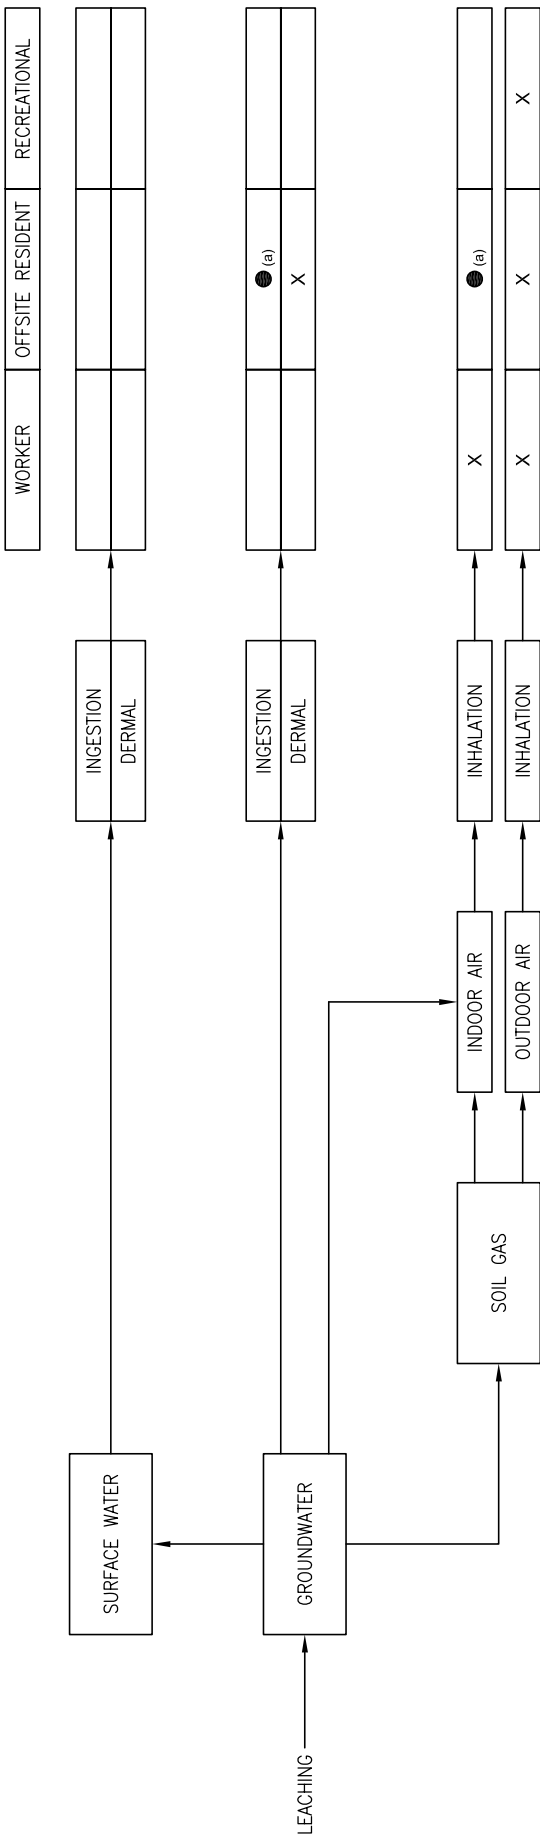 WORKER
OFFSITE RESIDENT
RECREATIONAL
SURFACE WATER
INGESTION
DERMAL
LEACHING
GROUNDWATER
INGESTION
DERMAL
(a)
X
SOIL GAS
INDOOR AIR
INHALATION
X
(a)
OUTDOOR AIR
INHALATION
X
X
X